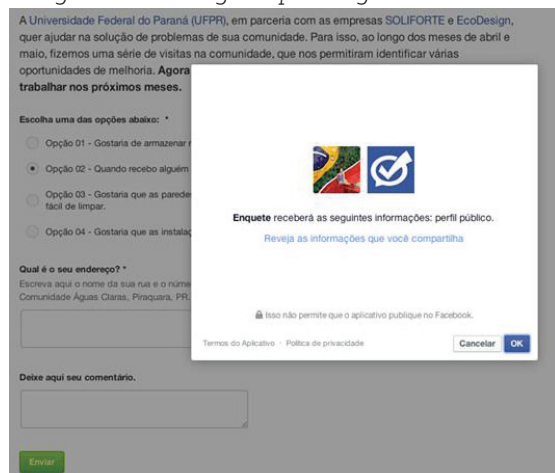 A Universidade Federal do Paraná (UFPR), em parceria com as empresas SOLIFORTE e EcoDesign,
quer ajudar na solução de problemas de sua comunidade. Para isso, ao longo dos meses de abril e
maio, fizemos uma série de visitas na comunidade, que nos permitiram identificar várias
oportunidades de melhoria. Agora
trabalhar nos próximos meses.
Escolha uma das opções abaixo: *
Opção 01 - Gostaria de armazenar
Opção 02 - Quando recebo alguém
Opção 03 - Gostaria que as parede
fácil de limpar.
Opção 04 - Gostaria que as instalaç
Qual é o seu endereço? *
Escreva aqui o nome da sua rua e o núme
Comunidade Águas Claras, Piraquara, PR.
Deixe aqui seu comentário.
Enviar
Enquete receberá as seguintes informações: perfil público.
Reveja as informações que você compartilha
Isso não permite que o aplicativo publique no Facebook.
Termos do Aplicativo · Política de privacidade
Cancelar OK